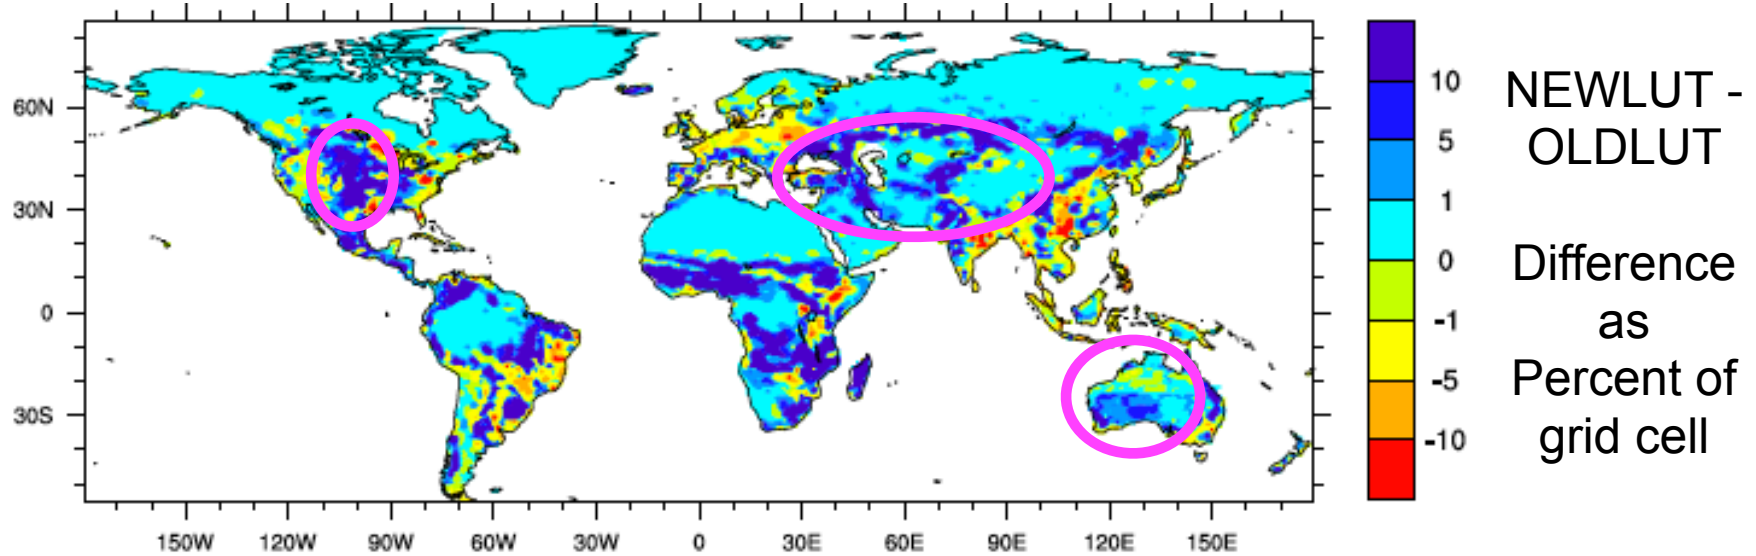 60N
30N
0
30S
150W 120W 90W 60W 30W 0 30E 60E 90E 120E 150E
10
5
1
0
-1
-5
-10
NEWLUT -
OLDLUT
Difference
as
Percent of
grid cell